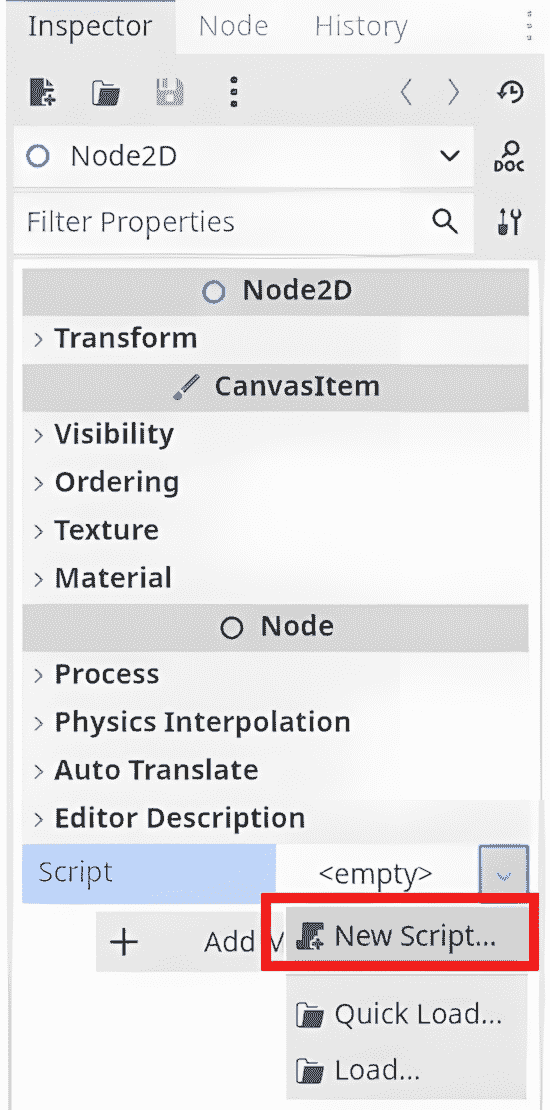 Inspector Node History
Node2D
DOC
Filter Properties
Node2D
Transform
CanvasItem
Visibility
Ordering
Texture
Material
Node
Process
Physics Interpolation
Auto Translate
Editor Description
Script <empty>
Add
New Script...
Quick Load...
Load...